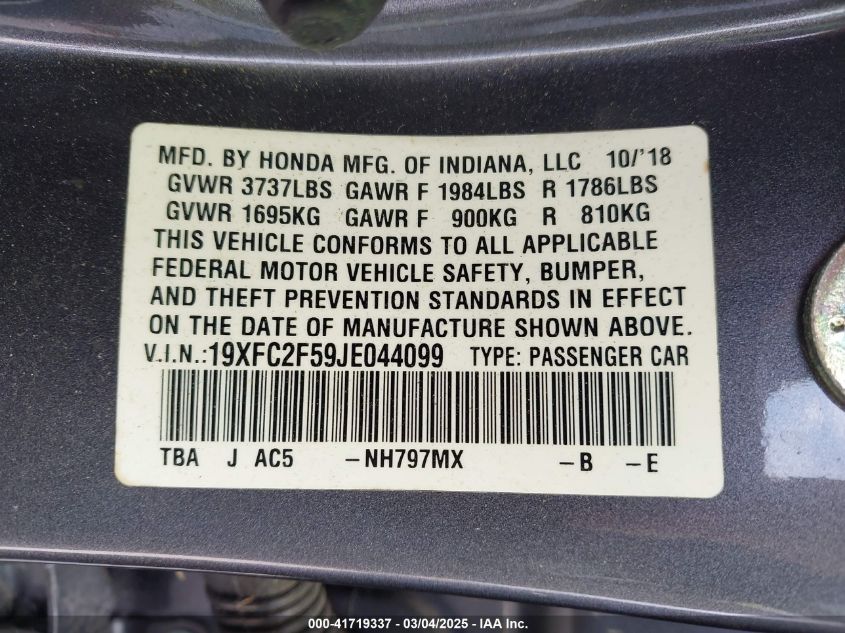 MFD. BY HONDA MFG. OF INDIANA, LLC 10/'18
GVWR 3737LBS GAWR F 1984LBS R 1786LBS
GVWR 1695KG GAWR F 900KG R 810KG
THIS VEHICLE CONFORMS TO ALL APPLICABLE
FEDERAL MOTOR VEHICLE SAFETY, BUMPER,
AND THEFT PREVENTION STANDARDS IN EFFECT
ON THE DATE OF MANUFACTURE SHOWN ABOVE.
V.I.N.:19XFC2F59JE044099 TYPE: PASSENGER CAR
TBA J AC5 -NH797MX -B -E
000-41719337 - 03/04/2025 - IAA Inc.